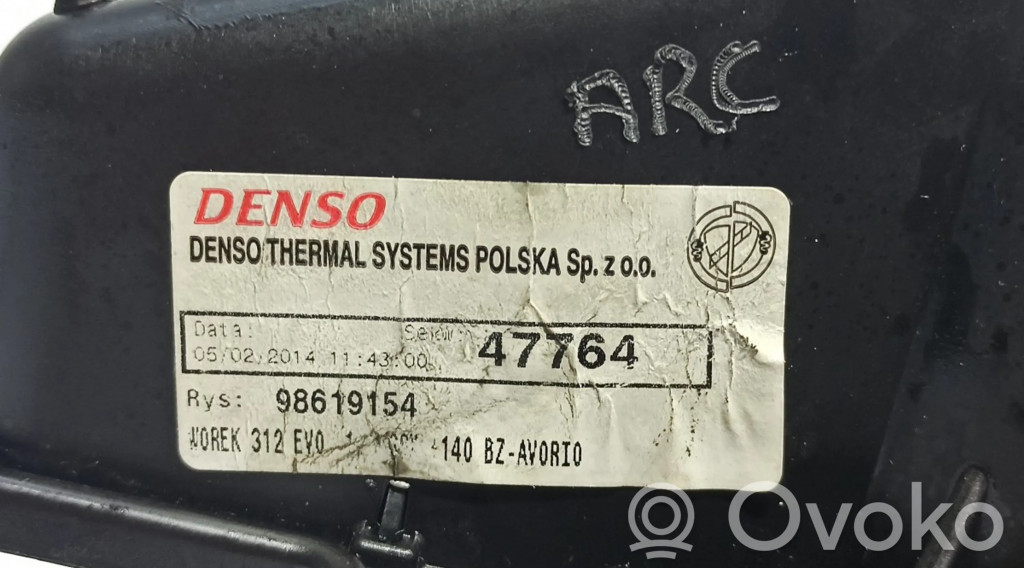 ARC
DENSO
DENSO THERMAL SYSTEMS POLSKA Sp. z o.o.
Data:
47764
05/02/2014 11:43:00
Rys: 98619154
WOREK 312 EVO 140 BZ-AVORIO
Ovoko